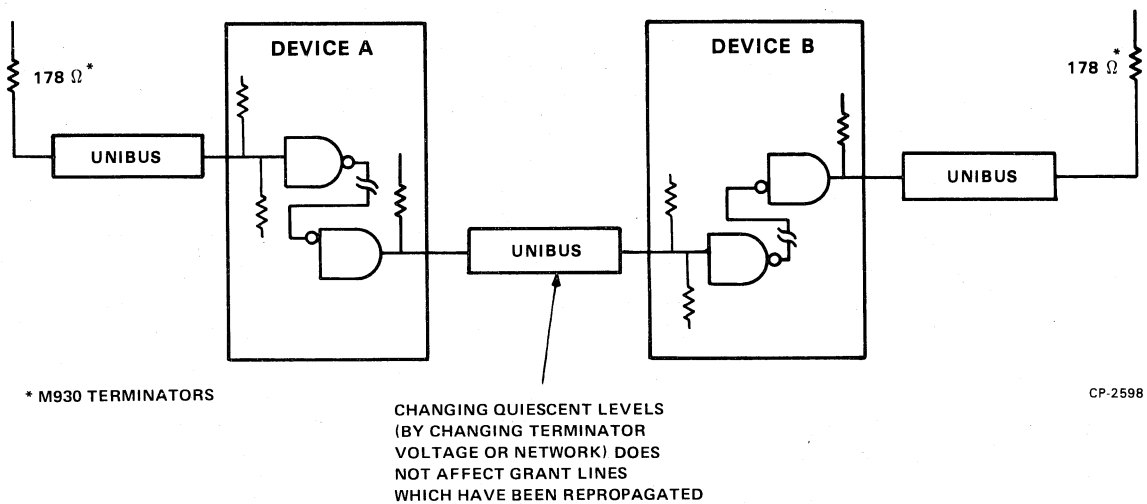 DEVICE A
DEVICE B
178 Ω*
178 Ω*
UNIBUS
UNIBUS
UNIBUS
* M930 TERMINATORS
CP-2598
CHANGING QUIESCENT LEVELS
(BY CHANGING TERMINATOR
VOLTAGE OR NETWORK) DOES
NOT AFFECT GRANT LINES
WHICH HAVE BEEN REPROPAGATED